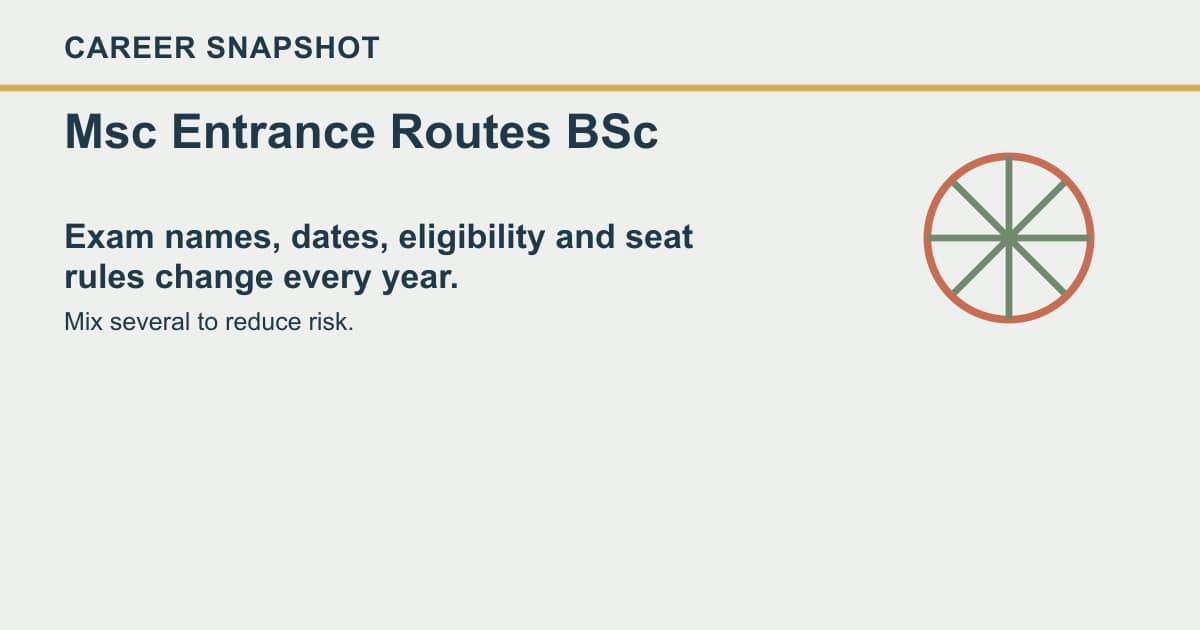 CAREER SNAPSHOT
Msc Entrance Routes BSc
Exam names, dates, eligibility and seat
rules change every year.
Mix several to reduce risk.